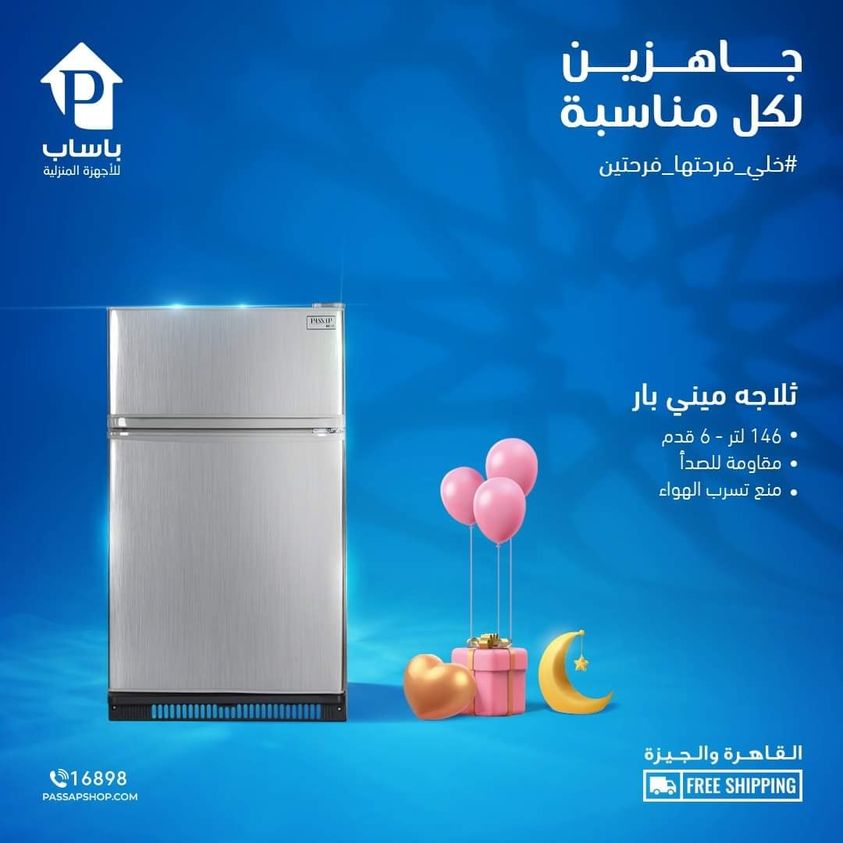 جاهزين
لكل مناسبة
#خلي_فرحتها_فرحتين
P
باساب
للأجهزة المنزلية
PASSAP
ثلاجه ميني بار
• 146 لتر - 6 قدم
• مقاومة للصدأ
• منع تسرب الهواء
القاهرة والجيزة
FREE SHIPPING
16898
PASSAPSHOP.COM